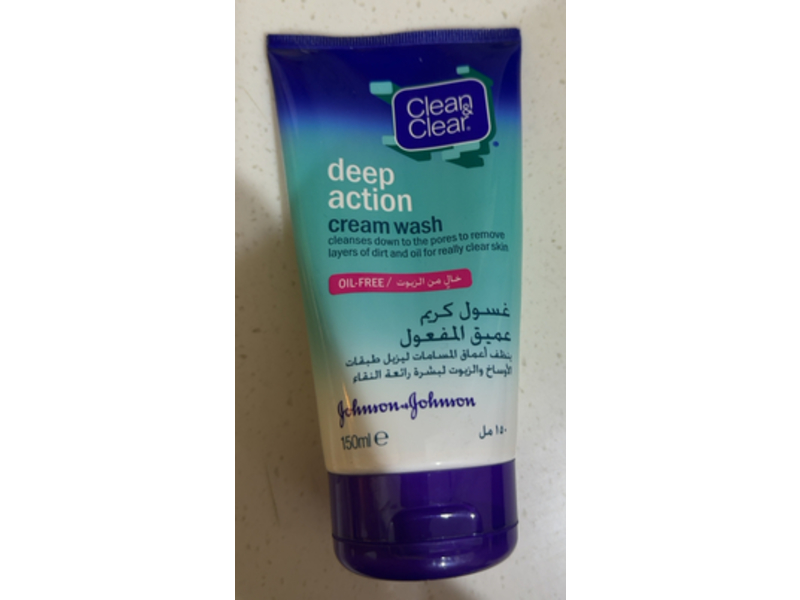 Clean &
Clear®
deep
action
cream wash
cleanses down to the pores to remove
layers of dirt and oil for really clear skin
OIL-FREE / خالٍ من الزيوت
غسول كريم
عميق المفعول
ينظف أعماق المسامات ليزيل طبقات
الأوساخ والزيوت لبشرة رائعة النقاء
Johnson & Johnson
150ml e
١٥٠ مل